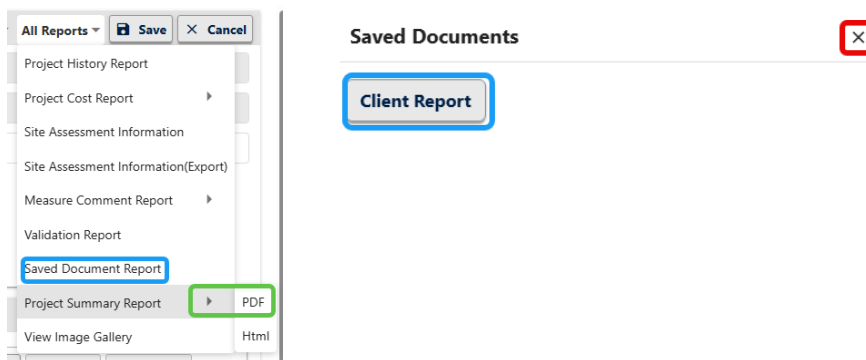 All Reports Save Cancel
Project History Report
Project Cost Report
Site Assessment Information
Site Assessment Information(Export)
Measure Comment Report
Validation Report
Saved Document Report
Project Summary Report PDF
View Image Gallery Html
Saved Documents
Client Report